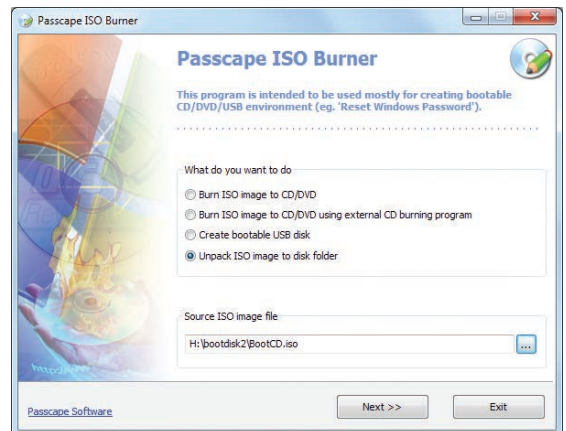 Passcape ISO Burner
Passcape ISO Burner
This program is intended to be used mostly for creating bootable
CD/DVD/USB environment (eg. 'Reset Windows Password').
What do you want to do
Burn ISO image to CD/DVD
Burn ISO image to CD/DVD using external CD burning program
Create bootable USB disk
Unpack ISO image to disk folder
Source ISO image file
H:\bootdisk2\BootCD.iso
...
Passcape Software
Next >>
Exit